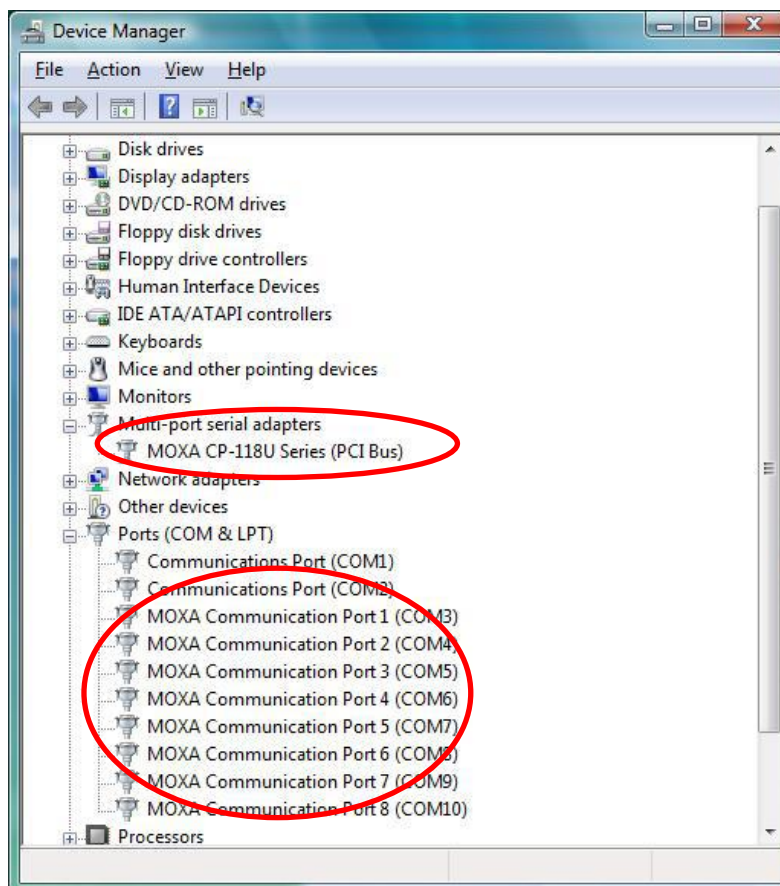 Device Manager
File Action View Help
Disk drives
Display adapters
DVD/CD-ROM drives
Floppy disk drives
Floppy drive controllers
Human Interface Devices
IDE ATA/ATAPI controllers
Keyboards
Mice and other pointing devices
Monitors
Multi-port serial adapters
MOXA CP-118U Series (PCI Bus)
Network adapters
Other devices
Ports (COM & LPT)
Communications Port (COM1)
Communications Port (COM2)
MOXA Communication Port 1 (COM3)
MOXA Communication Port 2 (COM4)
MOXA Communication Port 3 (COM5)
MOXA Communication Port 4 (COM6)
MOXA Communication Port 5 (COM7)
MOXA Communication Port 6 (COM8)
MOXA Communication Port 7 (COM9)
MOXA Communication Port 8 (COM10)
Processors